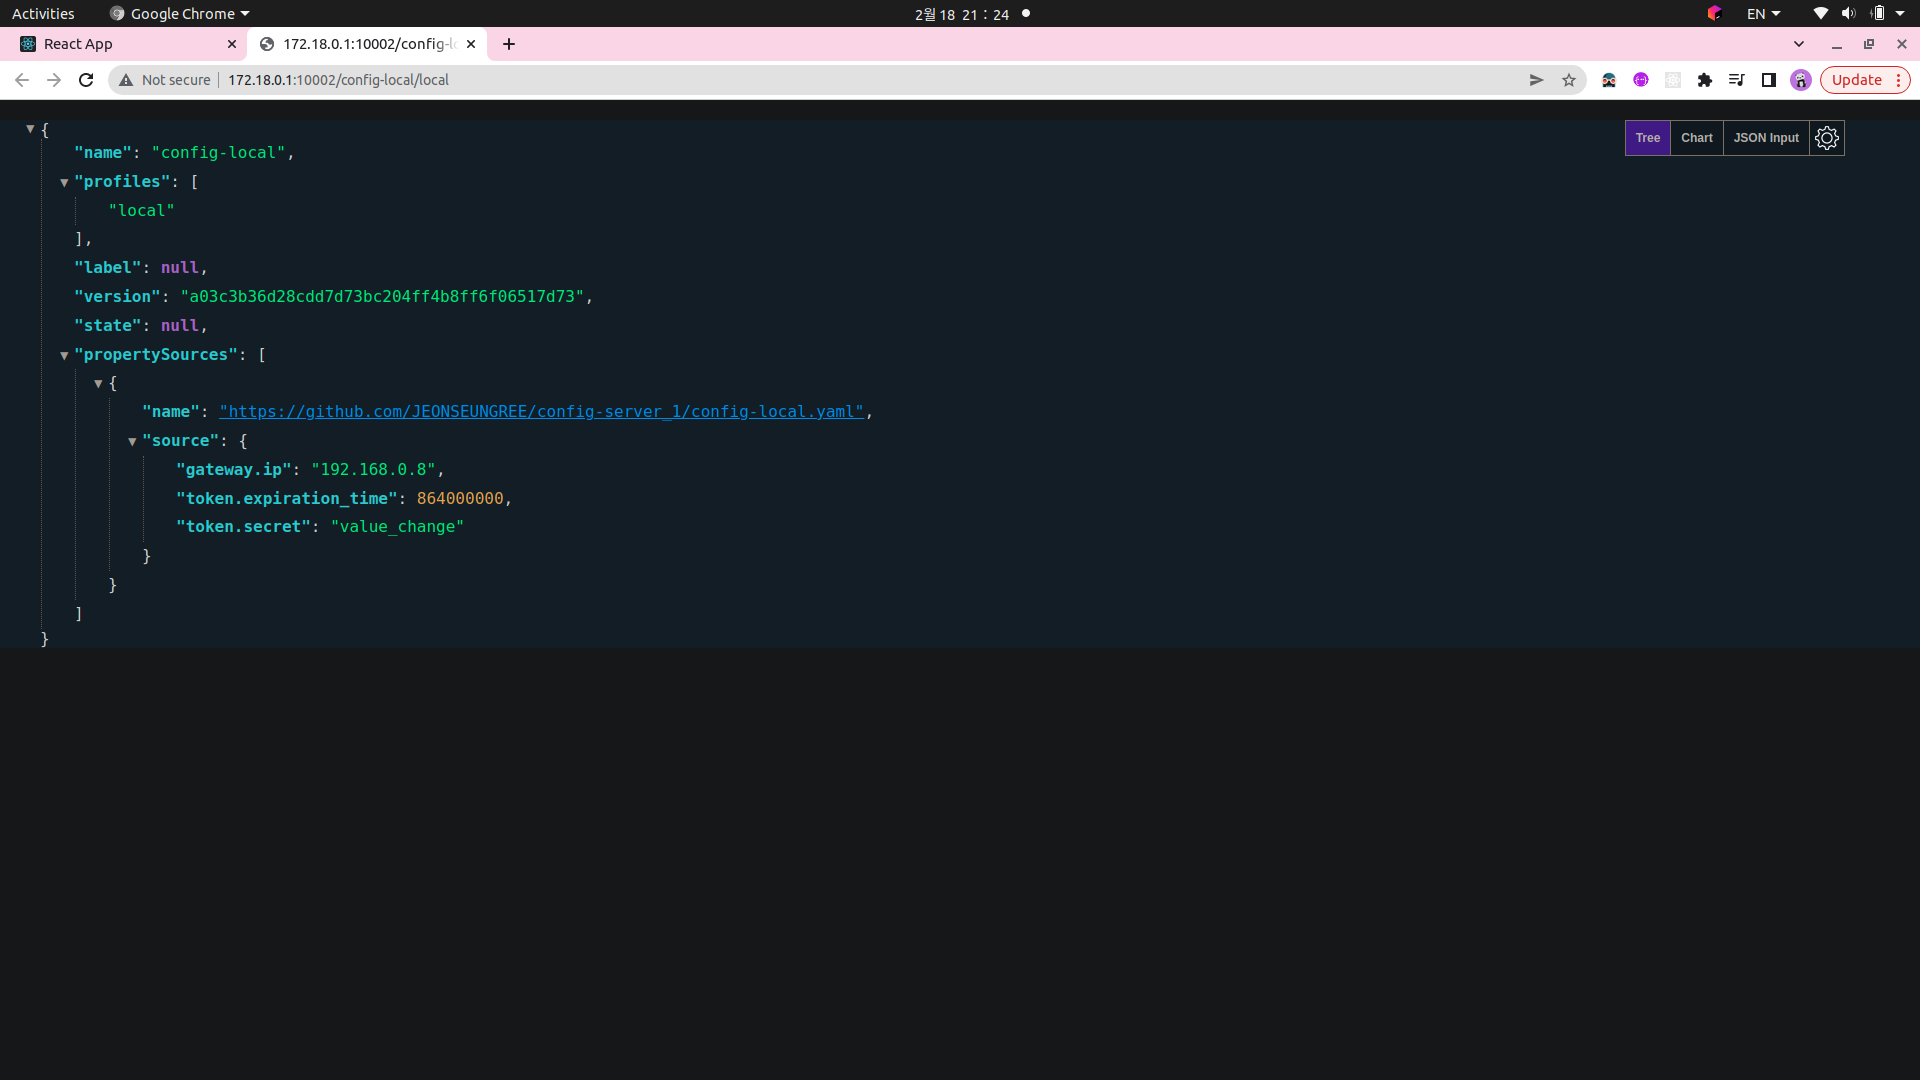 Activities
Google Chrome
2월 18 21 : 24
EN
React App
172.18.0.1:10002/config-lo
Not secure
172.18.0.1:10002/config-local/local
Update
{
Tree
Chart
JSON Input
"name": "config-local",
"profiles": [
"local"
],
"label": null,
"version": "a03c3b36d28cdd7d73bc204ff4b8ff6f06517d73",
"state": null,
"propertySources": [
{
"name": "https://github.com/JEONSEUNGREE/config-server_1/config-local.yaml",
"source": {
"gateway.ip": "192.168.0.8",
"token.expiration_time": 864000000,
"token.secret": "value_change"
}
}
]
}